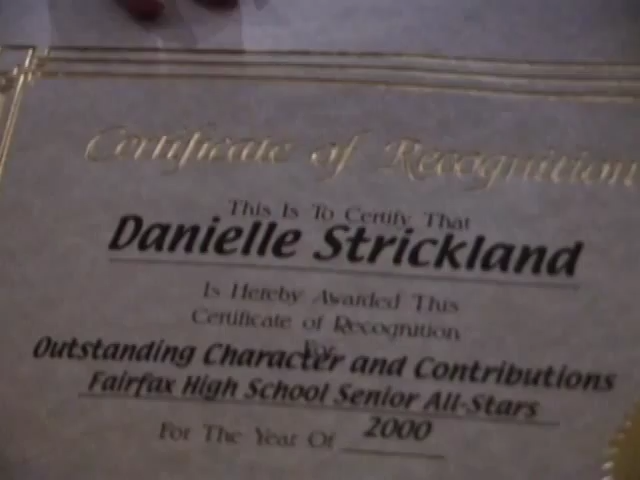 Certificate of Recognition
This Is To Certify That
Danielle Strickland
Is Hereby Awarded This
Certificate of Recognition
For
Outstanding Character and Contributions
Fairfax High School Senior All-Stars
For The Year Of 2000